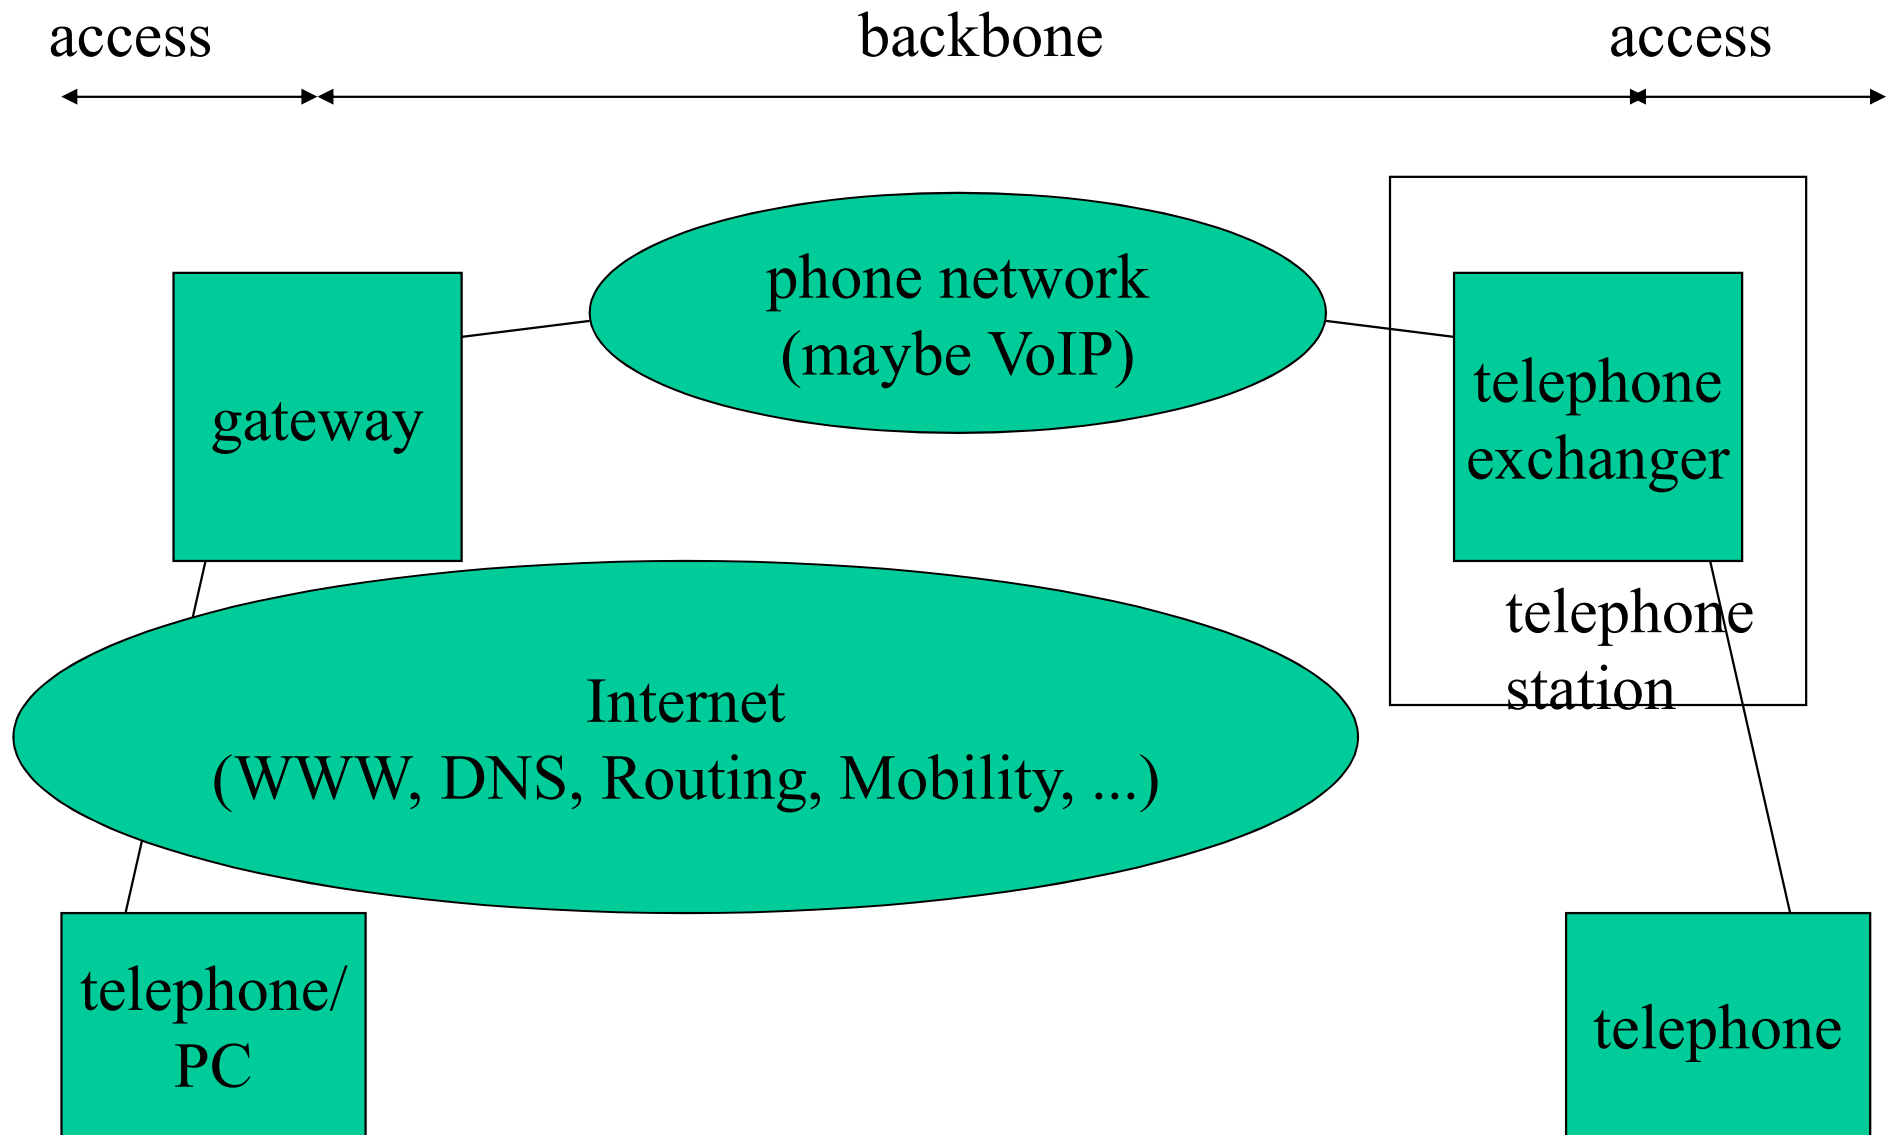 access
backbone
access
phone network
(maybe VoIP)
gateway
telephone
exchanger
telephone
station
Internet
(WWW, DNS, Routing, Mobility, ...)
telephone/
PC
telephone